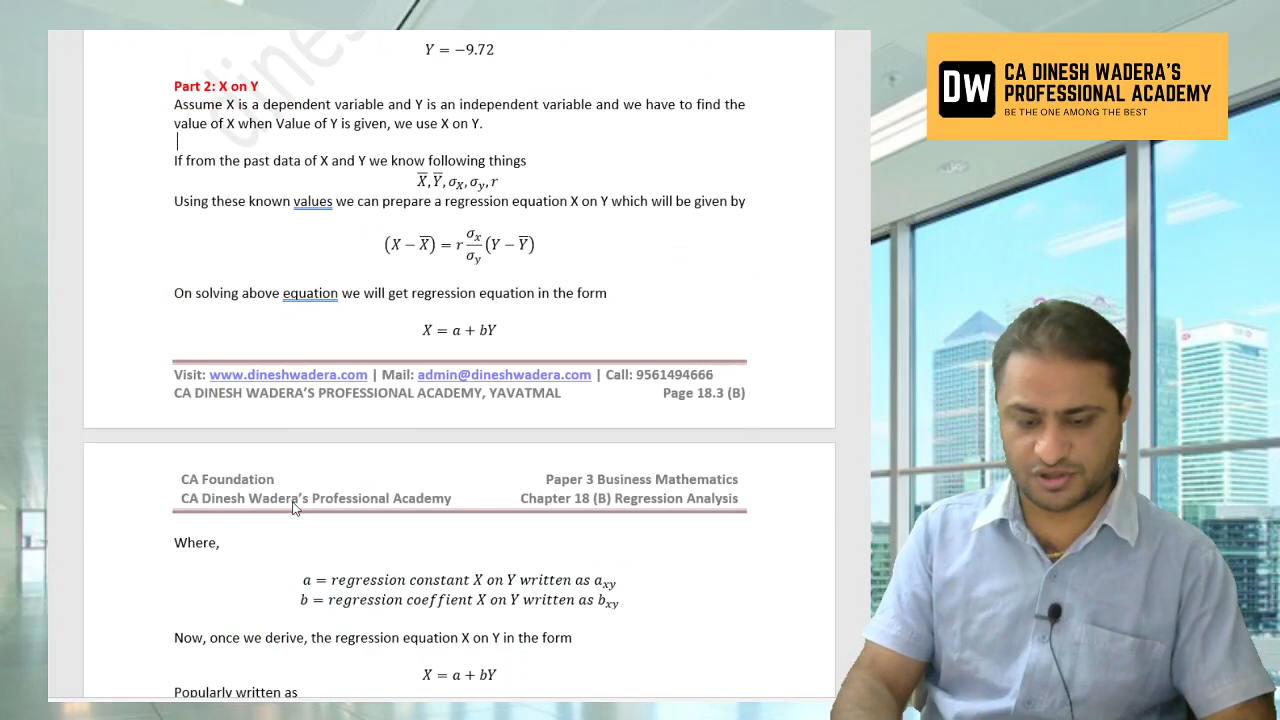 Y = −9.72
dines
Part 2: X on Y
Assume X is a dependent variable and Y is an independent variable and we have to find the
value of X when Value of Y is given, we use X on Y.
If from the past data of X and Y we know following things
X̅, Y̅, σ_X, σ_y, r
Using these known values we can prepare a regression equation X on Y which will be given by
(X − X̅) = r σ_x/σ_y (Y − Y̅)
On solving above equation we will get regression equation in the form
X = a + bY
Visit: www.dineshwadera.com | Mail: admin@dineshwadera.com | Call: 9561494666
CA DINESH WADERA'S PROFESSIONAL ACADEMY, YAVATMAL Page 18.3 (B)
CA Foundation Paper 3 Business Mathematics
CA Dinesh Wadera's Professional Academy Chapter 18 (B) Regression Analysis
Where,
a = regression constant X on Y written as a_xy
b = regression coeffient X on Y written as b_xy
Now, once we derive, the regression equation X on Y in the form
X = a + bY
Popularly written as
DW
CA DINESH WADERA'S
PROFESSIONAL ACADEMY
BE THE ONE AMONG THE BEST